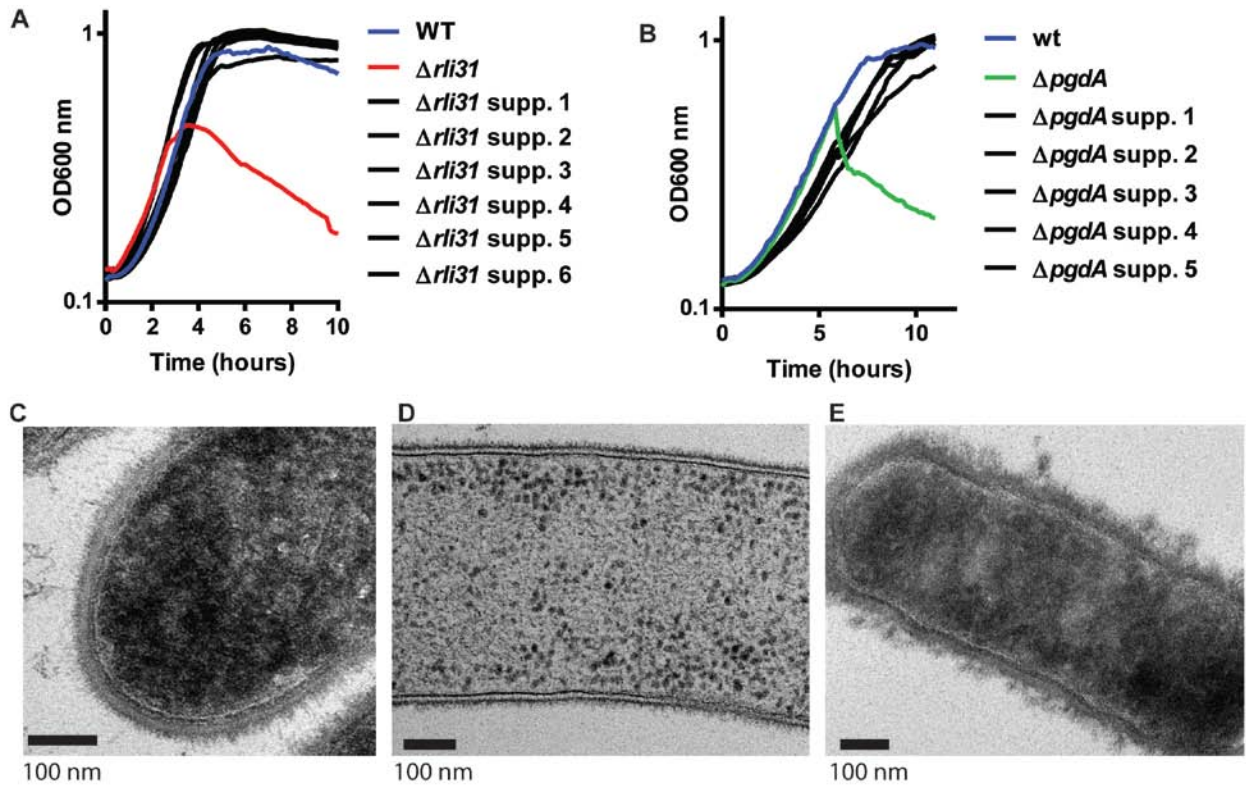 A
1
0.1
OD600 nm
0 2 4 6 8 10
Time (hours)
WT
Δrli31
Δrli31 supp. 1
Δrli31 supp. 2
Δrli31 supp. 3
Δrli31 supp. 4
Δrli31 supp. 5
Δrli31 supp. 6
B
1
0.1
OD600 nm
0 5 10
Time (hours)
wt
ΔpgdA
ΔpgdA supp. 1
ΔpgdA supp. 2
ΔpgdA supp. 3
ΔpgdA supp. 4
ΔpgdA supp. 5
C
100 nm
D
100 nm
E
100 nm